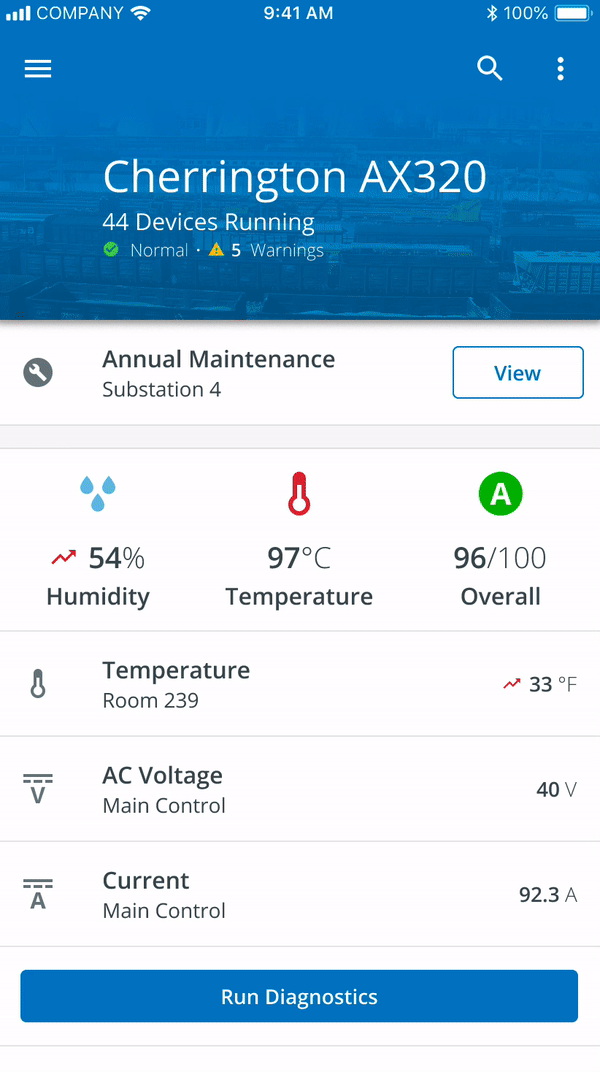 COMPANY 9:41 AM 100%
Cherrington AX320
44 Devices Running
Normal · 5 Warnings
Annual Maintenance
Substation 4
View
A
54% 97°C 96/100
Humidity Temperature Overall
Temperature
Room 239
33 °F
V
AC Voltage
Main Control
40 V
A
Current
Main Control
92.3 A
Run Diagnostics